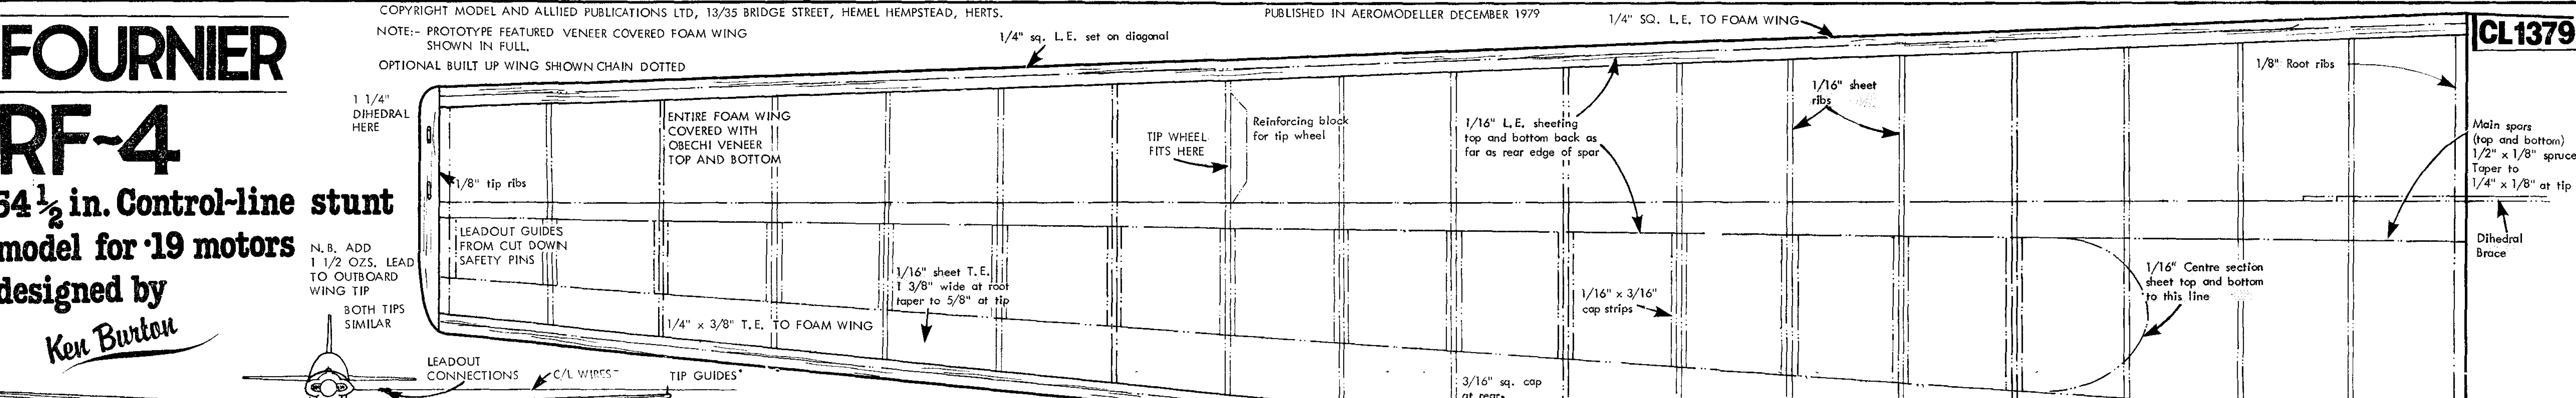 FOURNIER
RF-4
54 1/2 in. Control-line stunt
model for ·19 motors
designed by
Ken Burton
COPYRIGHT MODEL AND ALLIIED PUBLICATIONS LTD, 13/35 BRIDGE STREET, HEMEL HEMPSTEAD, HERTS.
PUBLISHED IN AEROMODELLER DECEMBER 1979
NOTE:- PROTOTYPE FEATURED VENEER COVERED FOAM WING
SHOWN IN FULL.
OPTIONAL BUILT UP WING SHOWN CHAIN DOTTED
1/4" sq. L.E. set on diagonal
1/4" SQ. L.E. TO FOAM WING
CL1379
1 1/4"
DIHEDRAL
HERE
ENTIRE FOAM WING
COVERED WITH
OBECHI VENEER
TOP AND BOTTOM
TIP WHEEL
FITS HERE
Reinforcing block
for tip wheel
1/16" L.E. sheeting
top and bottom back as
far as rear edge of spar
1/16" sheet
ribs
1/8" Root ribs
Main spars
(top and bottom)
1/2" x 1/8" spruce
Taper to
1/4" x 1/8" at tip
1/8" tip ribs
LEADOUT GUIDES
FROM CUT DOWN
SAFETY PINS
N.B. ADD
1 1/2 OZS. LEAD
TO OUTBOARD
WING TIP
BOTH TIPS
SIMILAR
1/16" sheet T.E.
1 3/8" wide at root
taper to 5/8" at tip
1/4" x 3/8" T.E. TO FOAM WING
1/16" x 3/16"
cap strips
1/16" Centre section
sheet top and bottom
to this line
Dihedral
Brace
LEADOUT
CONNECTIONS
C/L WIRES
TIP GUIDES
3/16" sq. cap
at rear